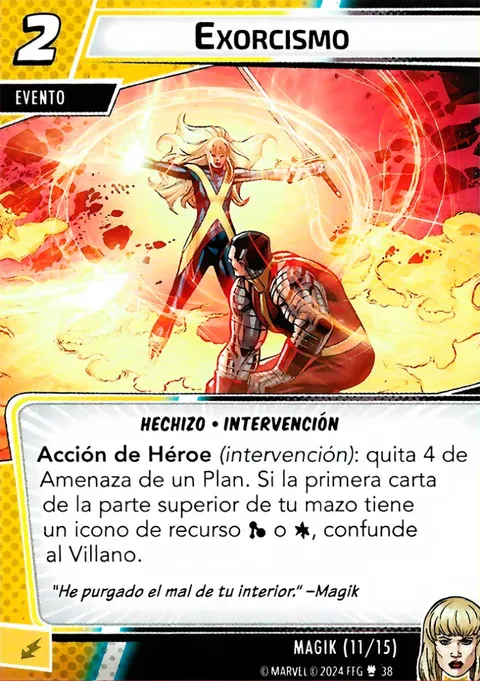 2
EXORCISMO
EVENTO
HECHIZO • INTERVENCIÓN
Acción de Héroe (intervención): quita 4 de
Amenaza de un Plan. Si la primera carta
de la parte superior de tu mazo tiene
un icono de recurso o , confunde
al Villano.
"He purgado el mal de tu interior." –Magik
MAGIK (11/15)
© MARVEL © 2024 FFG 38